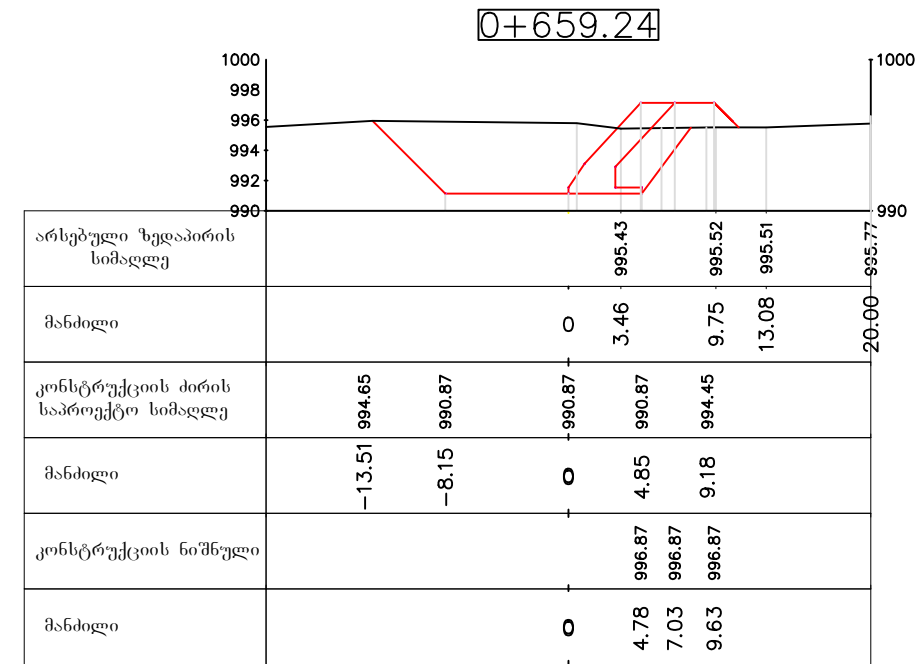 0+659.24
1000 1000
998
996
994
992
990 990
არსებული ზედაპირის
სიმაღლე
995.43 995.52 995.51 995.77
მანძილი
0 3.46 9.75 13.08 20.00
კონსტრუქციის ძირის
საპროექტო სიმაღლე
994.65 990.87 990.87 990.87 994.45
მანძილი
-13.51 -8.15 0 4.85 9.18
კონსტრუქციის ნიშნული
996.87 996.87 996.87
მანძილი
0 4.78 7.03 9.63